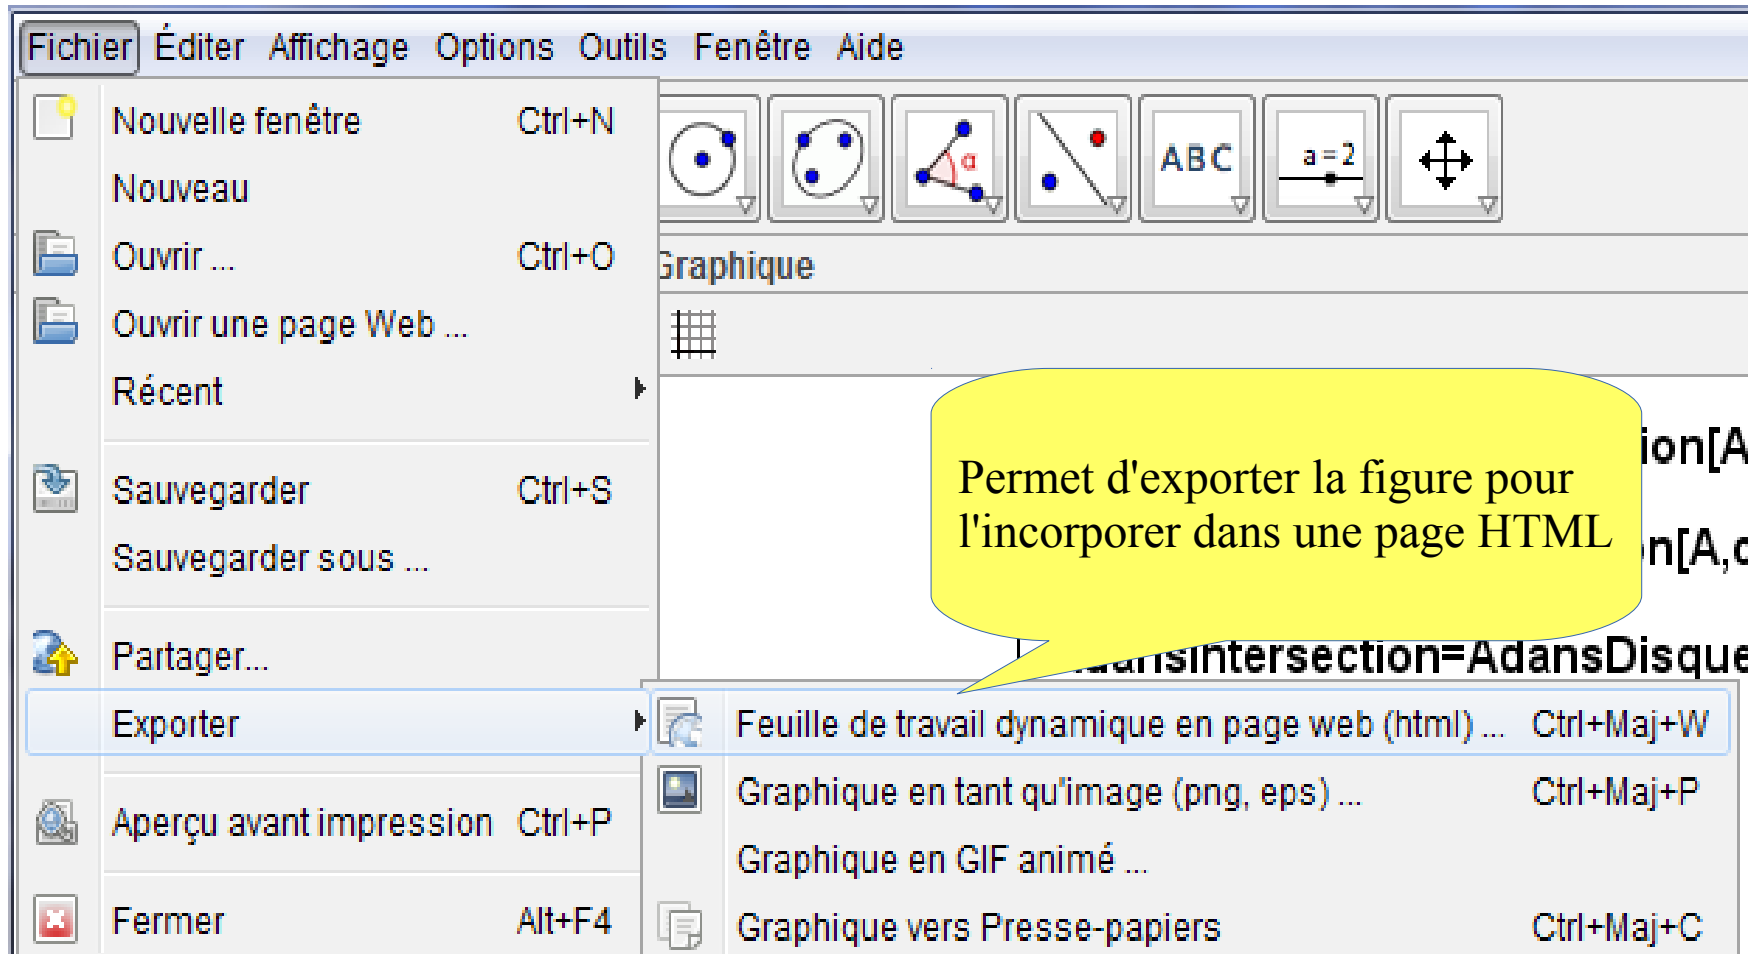 Fichier Éditer Affichage Options Outils Fenêtre Aide
Nouvelle fenêtre Ctrl+N
Nouveau
Ouvrir ... Ctrl+O
Ouvrir une page Web ...
Récent
Sauvegarder Ctrl+S
Sauvegarder sous ...
Partager...
Exporter
Aperçu avant impression Ctrl+P
Fermer Alt+F4
α
ABC
a=2
Graphique
Permet d'exporter la figure pour
l'incorporer dans une page HTML
ion[A
n[A,
dansIntersection=AdansDisque
Feuille de travail dynamique en page web (html) ... Ctrl+Maj+W
Graphique en tant qu'image (png, eps) ... Ctrl+Maj+P
Graphique en GIF animé ...
Graphique vers Presse-papiers Ctrl+Maj+C